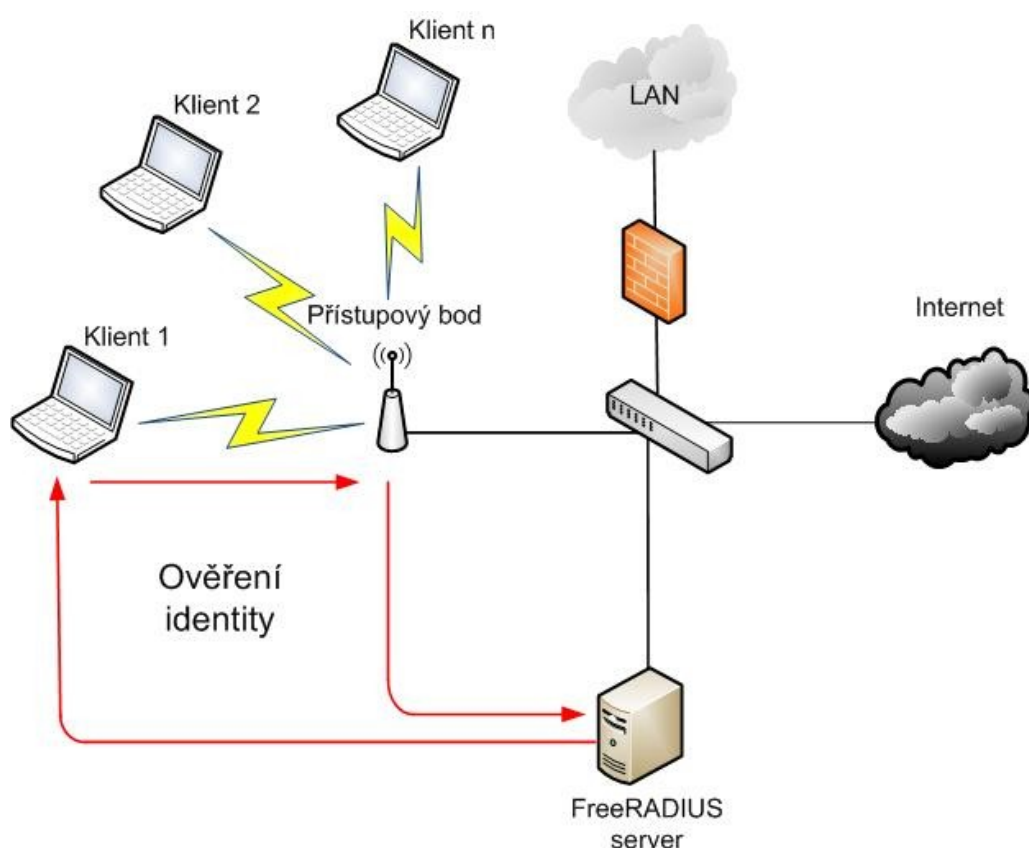 Klient n
Klient 2
LAN
Přístupový bod
Internet
Klient 1
Ověření
identity
FreeRADIUS
server